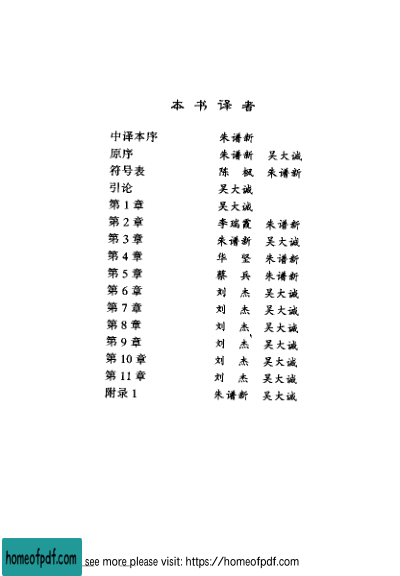 本书译者
中译本序 朱谱新
原序 朱谱新 吴大诚
符号表 陈枫 朱谱新
引论 吴大诚
第1章 吴大诚
第2章 李瑞霞 朱谱新
第3章 朱谱新 吴大诚
第4章 华坚 朱谱新
第5章 蔡兵 朱谱新
第6章 刘杰 吴大诚
第7章 刘杰 吴大诚
第8章 刘杰 吴大诚
第9章 刘杰 吴大诚
第10章 刘杰 吴大诚
第11章 刘杰 吴大诚
附录1 朱谱新 吴大诚
homeofpdf.com see more please visit: https://homeofpdf.com